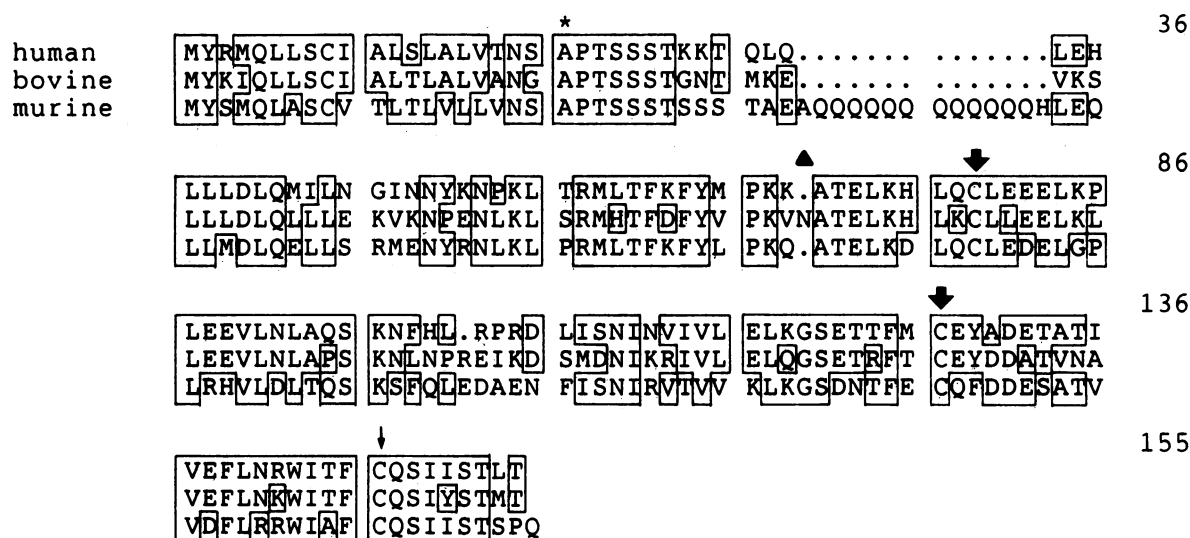 * 36
human MYRMQLLSCI ALSLALVTNS APTSSSTKKT QLQ....... .......LEH
bovine MYKIQLLSCI ALTLALVANG APTSSSTGNT MKE....... .......VKS
murine MYSMQLASCV TLTLVLLVNS APTSSSTSSS TAEAQQQQQQ QQQQQQHLEQ
86
LLLDLQMILN GINNYKNPKL TRMLTFKFYM PKK.ATELKH LQCLEEELKP
LLLDLQLLLE KVKNPENLKL SRMHTFDFYV PKVNATELKH LKCLLEELKL
LLMDLQELLS RMENYRNLKL PRMLTFKFYL PKQ.ATELKD LQCLEDELGP
136
LEEVLNLAQS KNFHL.RPRD LISNINVIVL ELKGSETTFM CEYADETATI
LEEVLNLAPS KNLNPREIKD SMDNIKRIVL ELQGSETRFT CEYDDATVNA
LRHVLDLTQS KSFQLEDAEN FISNIRVTVV KLKGSDNTFE CQFDDESATV
155
VEFLNRWITF CQSIISTLT
VEFLNKWITF CQSIYSTMT
VDFLRRWIAF CQSIISTSPQ